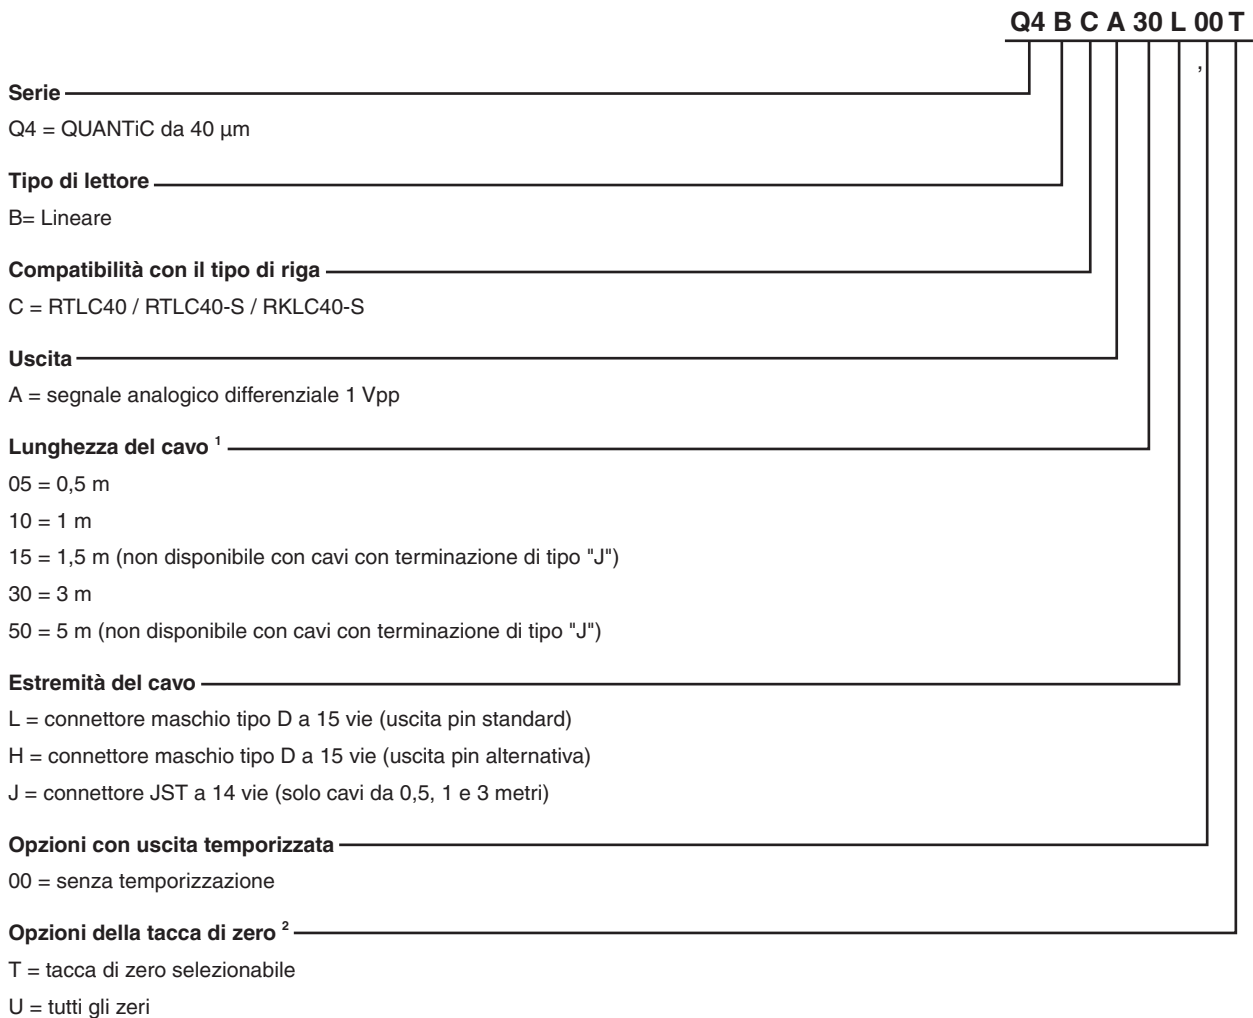 Q4 B C A 30 L 00 T
,
Serie
Q4 = QUANTiC da 40 µm
Tipo di lettore
B= Lineare
Compatibilità con il tipo di riga
C = RTLC40 / RTLC40-S / RKLC40-S
Uscita
A = segnale analogico differenziale 1 Vpp
Lunghezza del cavo ¹
05 = 0,5 m
10 = 1 m
15 = 1,5 m (non disponibile con cavi con terminazione di tipo "J")
30 = 3 m
50 = 5 m (non disponibile con cavi con terminazione di tipo "J")
Estremità del cavo
L = connettore maschio tipo D a 15 vie (uscita pin standard)
H = connettore maschio tipo D a 15 vie (uscita pin alternativa)
J = connettore JST a 14 vie (solo cavi da 0,5, 1 e 3 metri)
Opzioni con uscita temporizzata
00 = senza temporizzazione
Opzioni della tacca di zero ²
T = tacca di zero selezionabile
U = tutti gli zeri